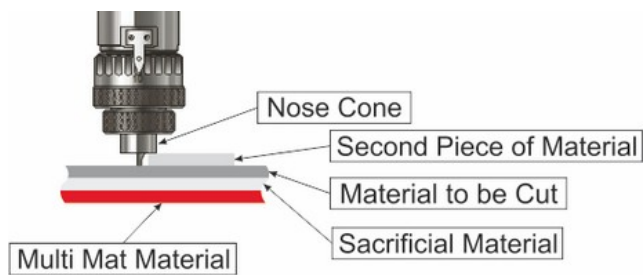 Nose Cone
Second Piece of Material
Material to be Cut
Sacrificial Material
Multi Mat Material